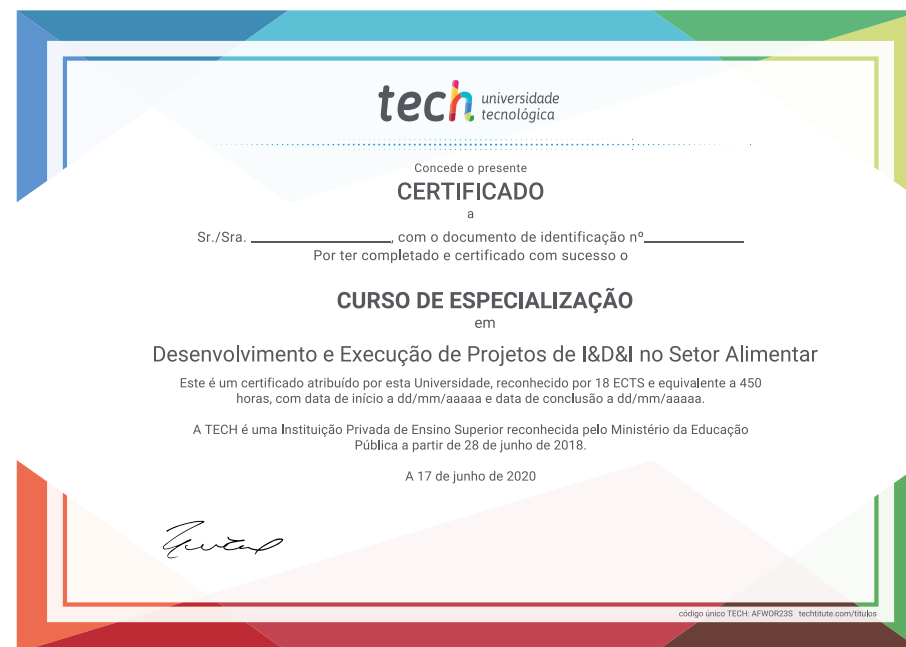 tech universidade
tecnológica
Concede o presente
CERTIFICADO
a
Sr./Sra. ____________________, com o documento de identificação nº______________
Por ter completado e certificado com sucesso o
CURSO DE ESPECIALIZAÇÃO
em
Desenvolvimento e Execução de Projetos de I&D&I no Setor Alimentar
Este é um certificado atribuído por esta Universidade, reconhecido por 18 ECTS e equivalente a 450
horas, com data de início a dd/mm/aaaaa e data de conclusão a dd/mm/aaaaa.
A TECH é uma Instituição Privada de Ensino Superior reconhecida pelo Ministério da Educação
Pública a partir de 28 de junho de 2018.
A 17 de junho de 2020
código único TECH: AFWOR23S techtitute.com/titulos